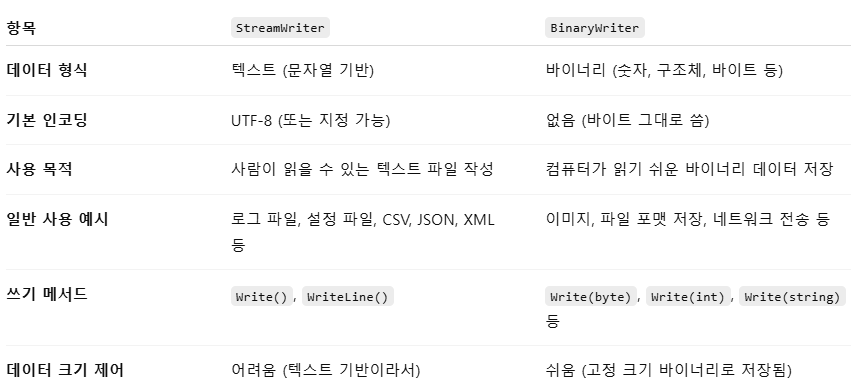 항목 StreamWriter BinaryWriter
데이터 형식 텍스트 (문자열 기반) 바이너리 (숫자, 구조체, 바이트 등)
기본 인코딩 UTF-8 (또는 지정 가능) 없음 (바이트 그대로 씀)
사용 목적 사람이 읽을 수 있는 텍스트 파일 작성 컴퓨터가 읽기 쉬운 바이너리 데이터 저장
일반 사용 예시 로그 파일, 설정 파일, CSV, JSON, XML 등 이미지, 파일 포맷 저장, 네트워크 전송 등
쓰기 메서드 Write(), WriteLine() Write(byte), Write(int), Write(string) 등
데이터 크기 제어 어려움 (텍스트 기반이라서) 쉬움 (고정 크기 바이너리로 저장됨)